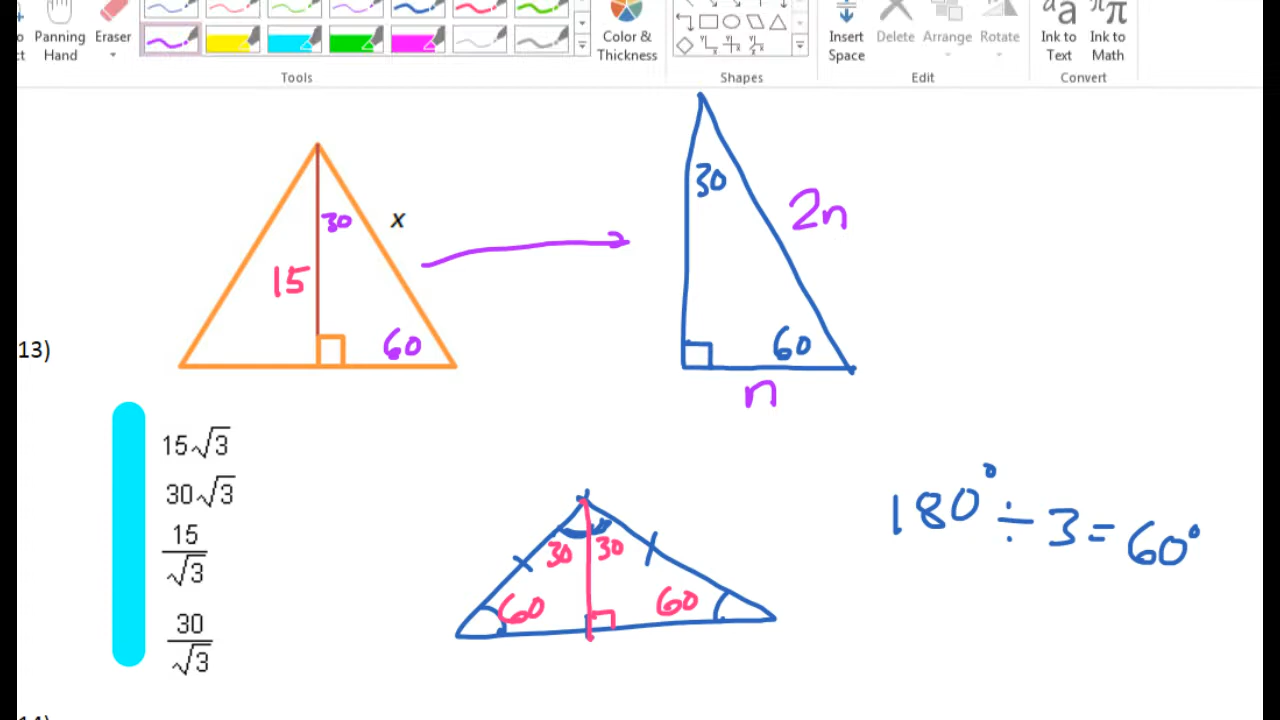 Panning Hand
Eraser
Color & Thickness
Insert Space
Delete
Arrange
Rotate
Ink to Text
Ink to Math
Tools
Shapes
Edit
Convert
30
x
15
60
30
2n
60
n
13)
15√3
30√3
15/√3
30/√3
30 30
60 60
180° ÷ 3 = 60°